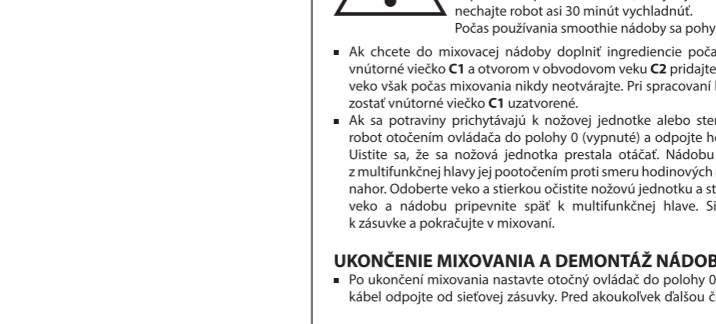 nechajte robot asi 30 minút vychladnúť.
Počas používania smoothie nádoby sa pohy
▪ Ak chcete do mixovacej nádoby doplniť ingrediencie poča
vnútorné viečko C1 a otvorom v obvodovom veku C2 pridajte
veko však počas mixovania nikdy neotvárajte. Pri spracovaní
zostať vnútorné viečko C1 uzatvorené.
▪ Ak sa potraviny prichytávajú k nožovej jednotke alebo ste
robot otočením ovládača do polohy 0 (vypnuté) a odpojte
Uistite sa, že sa nožová jednotka prestala otáčať. Nádobu
z multifunkčnej hlavy jej pootočením proti smeru hodinových
nahor. Odoberte veko a stierkou očistite nožovú jednotku a st
veko a nádobu pripevnite späť k multifunkčnej hlave. Si
k zásuvke a pokračujte v mixovaní.
UKONČENIE MIXOVANIA A DEMONTÁŽ NÁDOB
▪ Po ukončení mixovania nastavte otočný ovládač do polohy 0
kábel odpojte od sieťovej zásuvky. Pred akoukoľvek ďalšou č